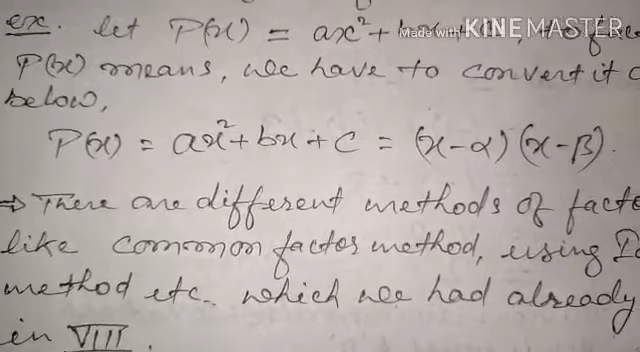 ex. let P(x) = ax² + bx + c,
Made with KINEMASTER
P(x) means, we have to convert it
below,
P(x) = ax² + bx + c = (x-α) (x-β).
⇒ There are different methods of facto
like common factor method, using I
method etc. which we had already
in VIII.